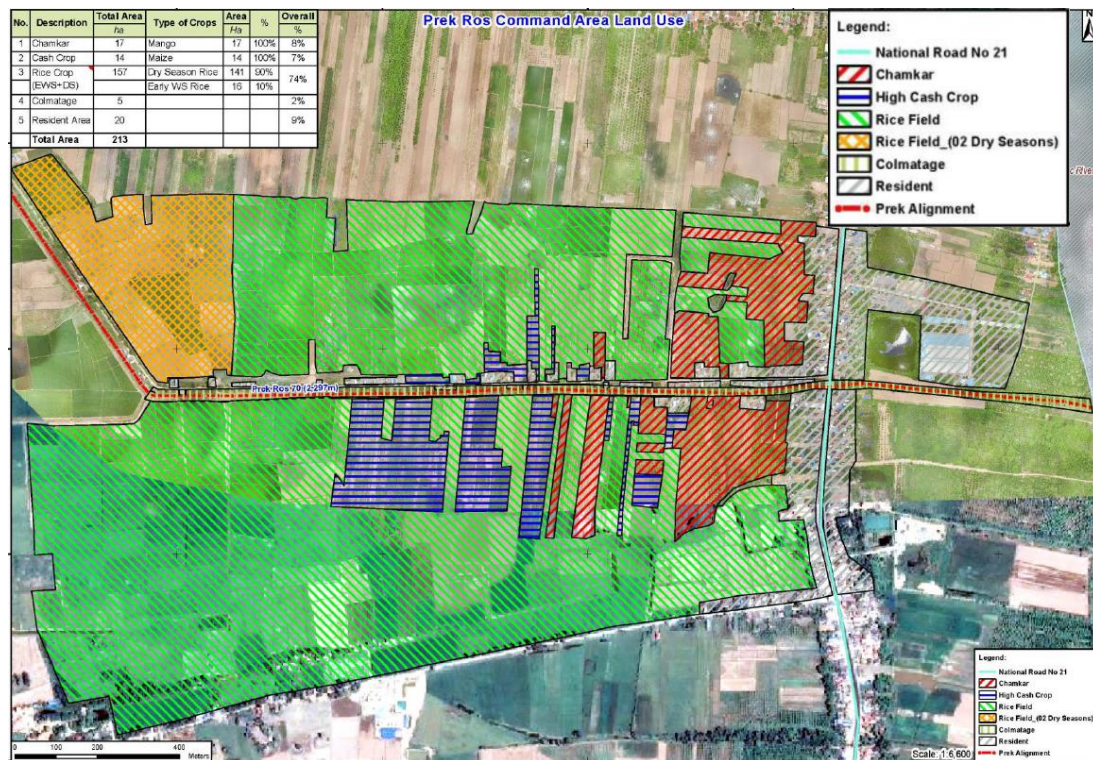 Prek Ros Command Area Land Use
No. Description Total Area Type of Crops Area % Overall
ha Ha %
1 Chamkar 17 Mango 17 100% 8%
2 Cash Crop 14 Maize 14 100% 7%
3 Rice Crop 157 Dry Season Rice 141 90% 74%
(EWS+DS) Early WS Rice 16 10%
4 Colmatage 5 2%
5 Resident Area 20 9%
Total Area 213
Legend:
National Road No 21
Chamkar
High Cash Crop
Rice Field
Rice Field_(02 Dry Seasons)
Colmatage
Resident
Prek Alignment
N
Prek Ros 70 (2,297m)
Legend:
National Road No 21
Chamkar
High Cash Crop
Rice Field
Rice Field_(02 Dry Seasons)
Colmatage
Resident
Prek Alignment
0 100 200 400
Meters
Scale: 1:6,600